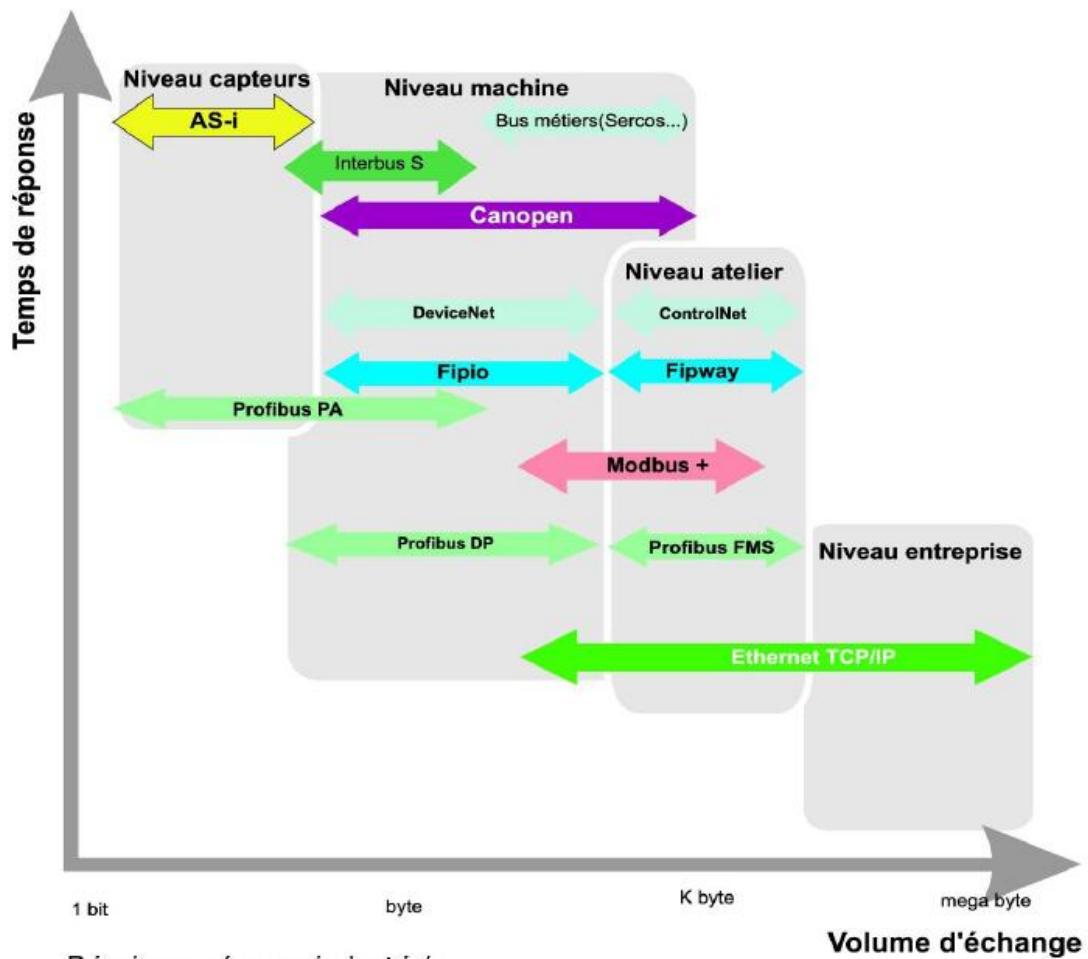 Temps de réponse
Niveau capteurs
AS-i
Niveau machine
Bus métiers(Sercos...)
Interbus S
Canopen
Niveau atelier
DeviceNet
ControlNet
Fipio
Fipway
Profibus PA
Modbus +
Profibus DP
Profibus FMS
Niveau entreprise
Ethernet TCP/IP
1 bit
byte
K byte
mega byte
Volume d'échange